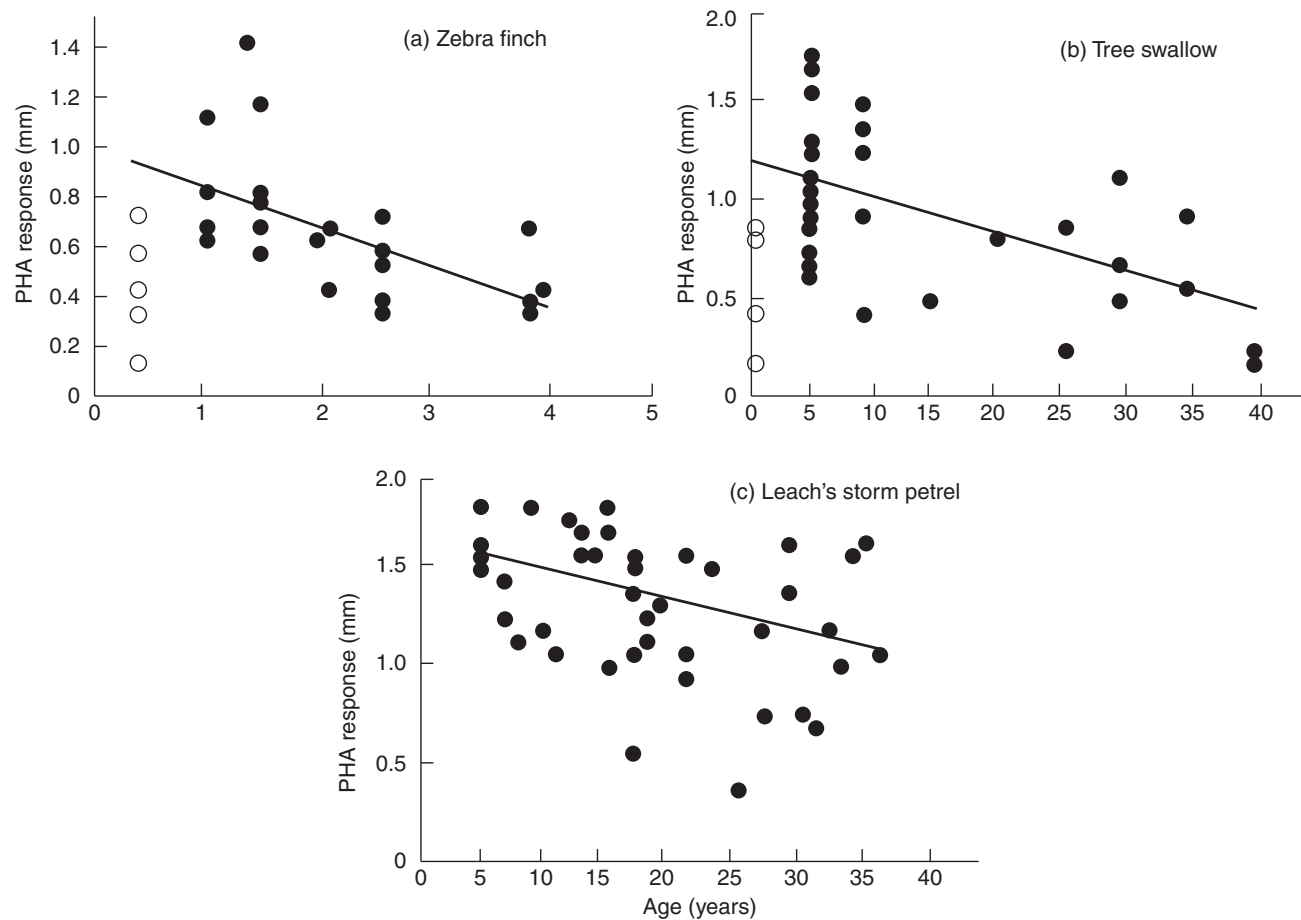 (a) Zebra finch
PHA response (mm)
1.4
1.2
1.0
0.8
0.6
0.4
0.2
0
0 1 2 3 4 5
(b) Tree swallow
PHA response (mm)
2.0
1.5
1.0
0.5
0
0 5 10 15 20 25 30 35 40
(c) Leach's storm petrel
PHA response (mm)
2.0
1.5
1.0
0.5
0
0 5 10 15 20 25 30 35 40
Age (years)